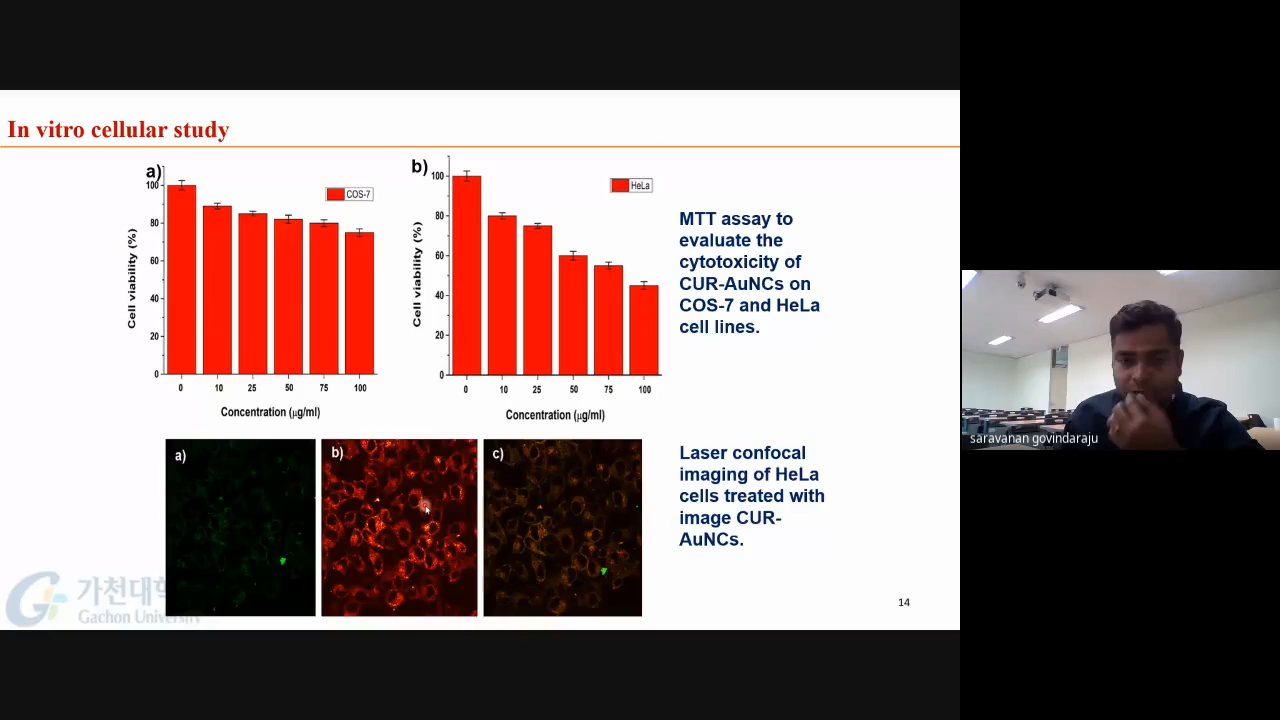 In vitro cellular study
a)
COS-7
Cell viability (%)
100
80
60
40
20
0
0 10 25 50 75 100
Concentration (µg/ml)
b)
HeLa
Cell viability (%)
100
80
60
40
20
0
0 10 25 50 75 100
Concentration (µg/ml)
MTT assay to
evaluate the
cytotoxicity of
CUR-AuNCs on
COS-7 and HeLa
cell lines.
a)
b)
c)
Laser confocal
imaging of HeLa
cells treated with
image CUR-
AuNCs.
가천대
Gachon University
14
saravanan govindaraju